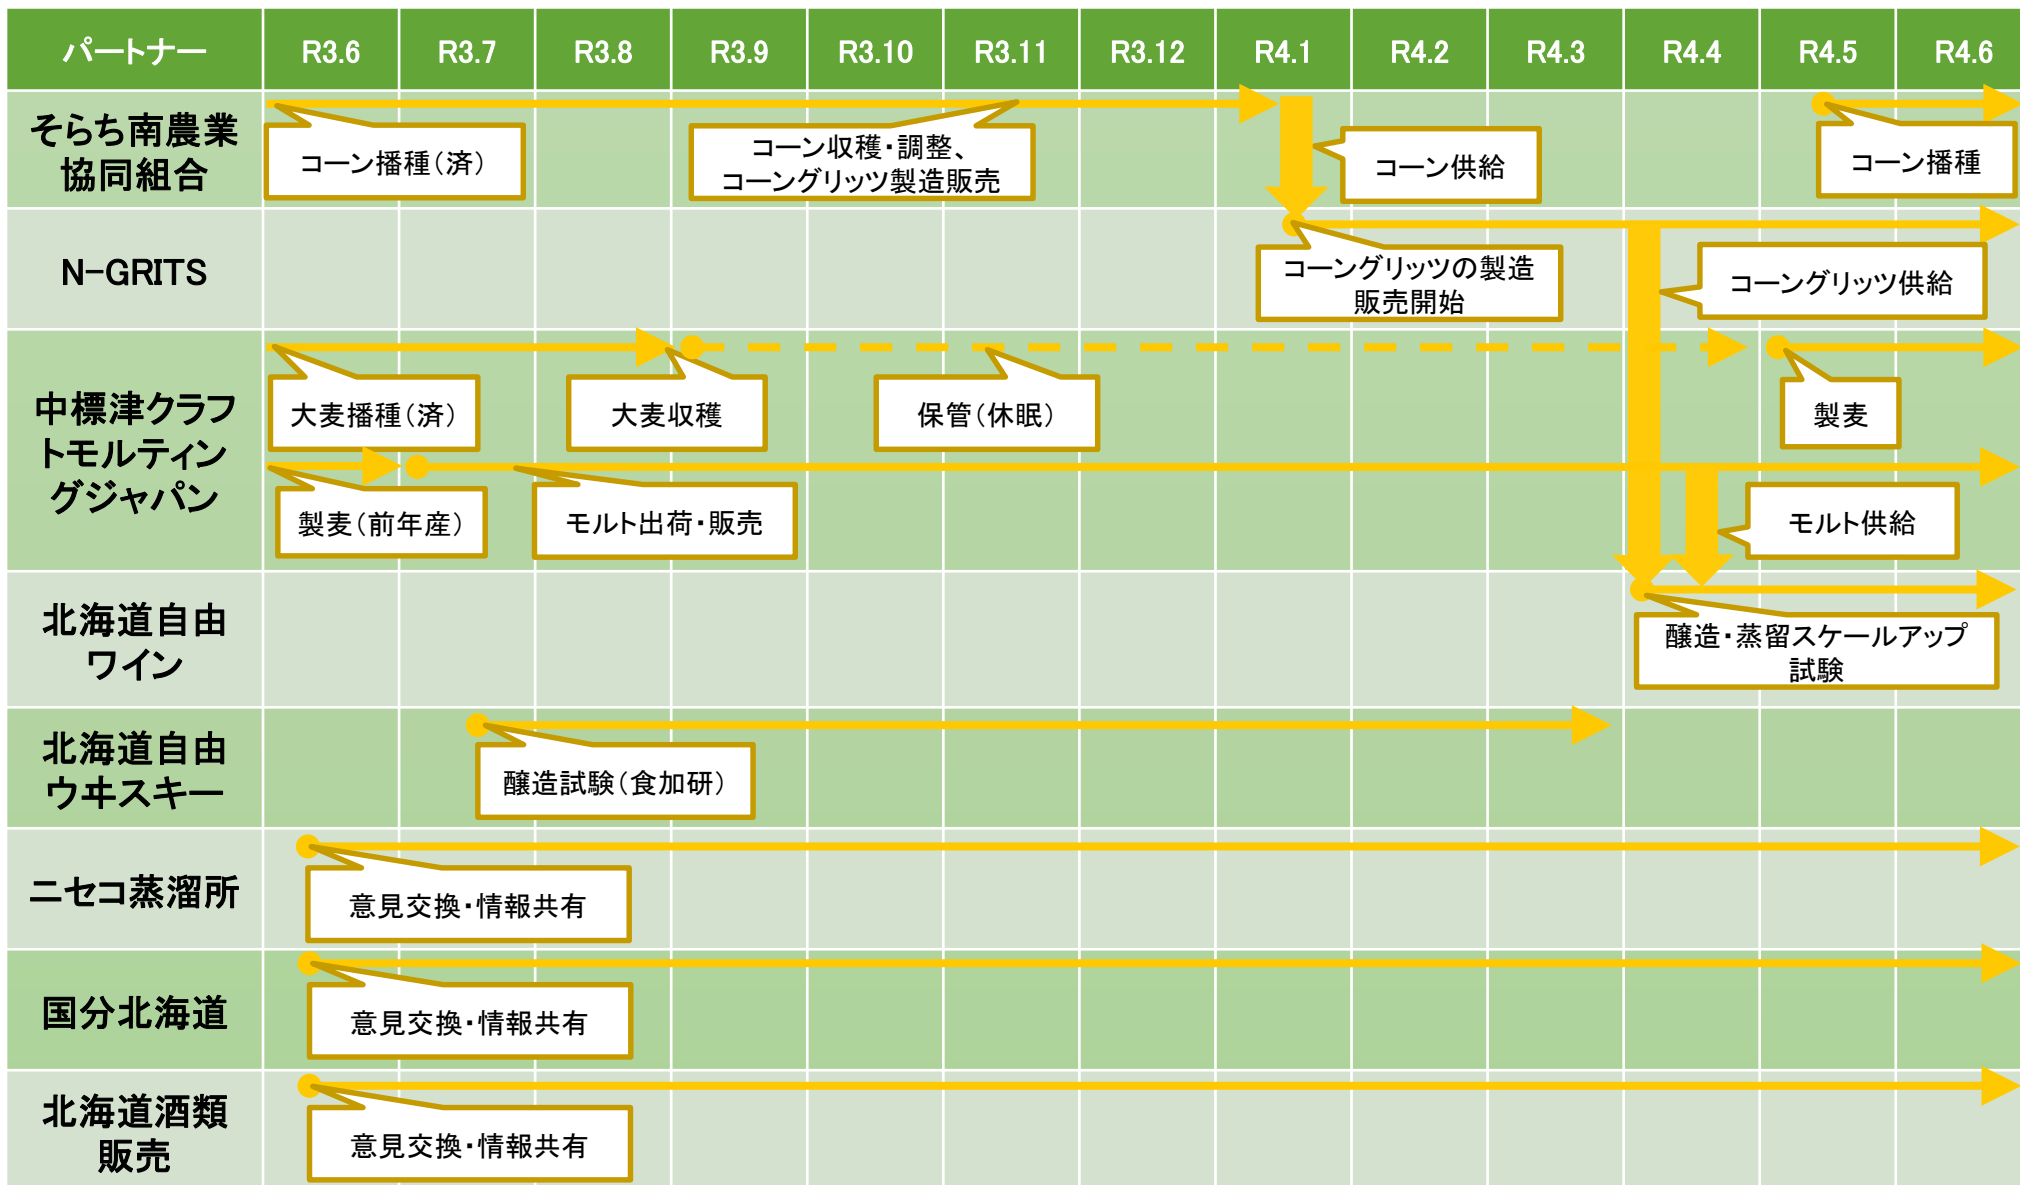 パートナー R3.6 R3.7 R3.8 R3.9 R3.10 R3.11 R3.12 R4.1 R4.2 R4.3 R4.4 R4.5 R4.6
そらち南農業
協同組合
コーン播種(済)
コーン収穫・調整、
コーングリッツ製造販売
コーン供給
コーン播種
N-GRITS
コーングリッツの製造
販売開始
コーングリッツ供給
中標津クラフ
トモルティン
グジャパン
大麦播種(済)
大麦収穫
保管(休眠)
製麦
製麦(前年産)
モルト出荷・販売
モルト供給
北海道自由
ワイン
醸造・蒸留スケールアップ
試験
北海道自由
ウヰスキー
醸造試験(食加研)
ニセコ蒸溜所
意見交換・情報共有
国分北海道
意見交換・情報共有
北海道酒類
販売
意見交換・情報共有